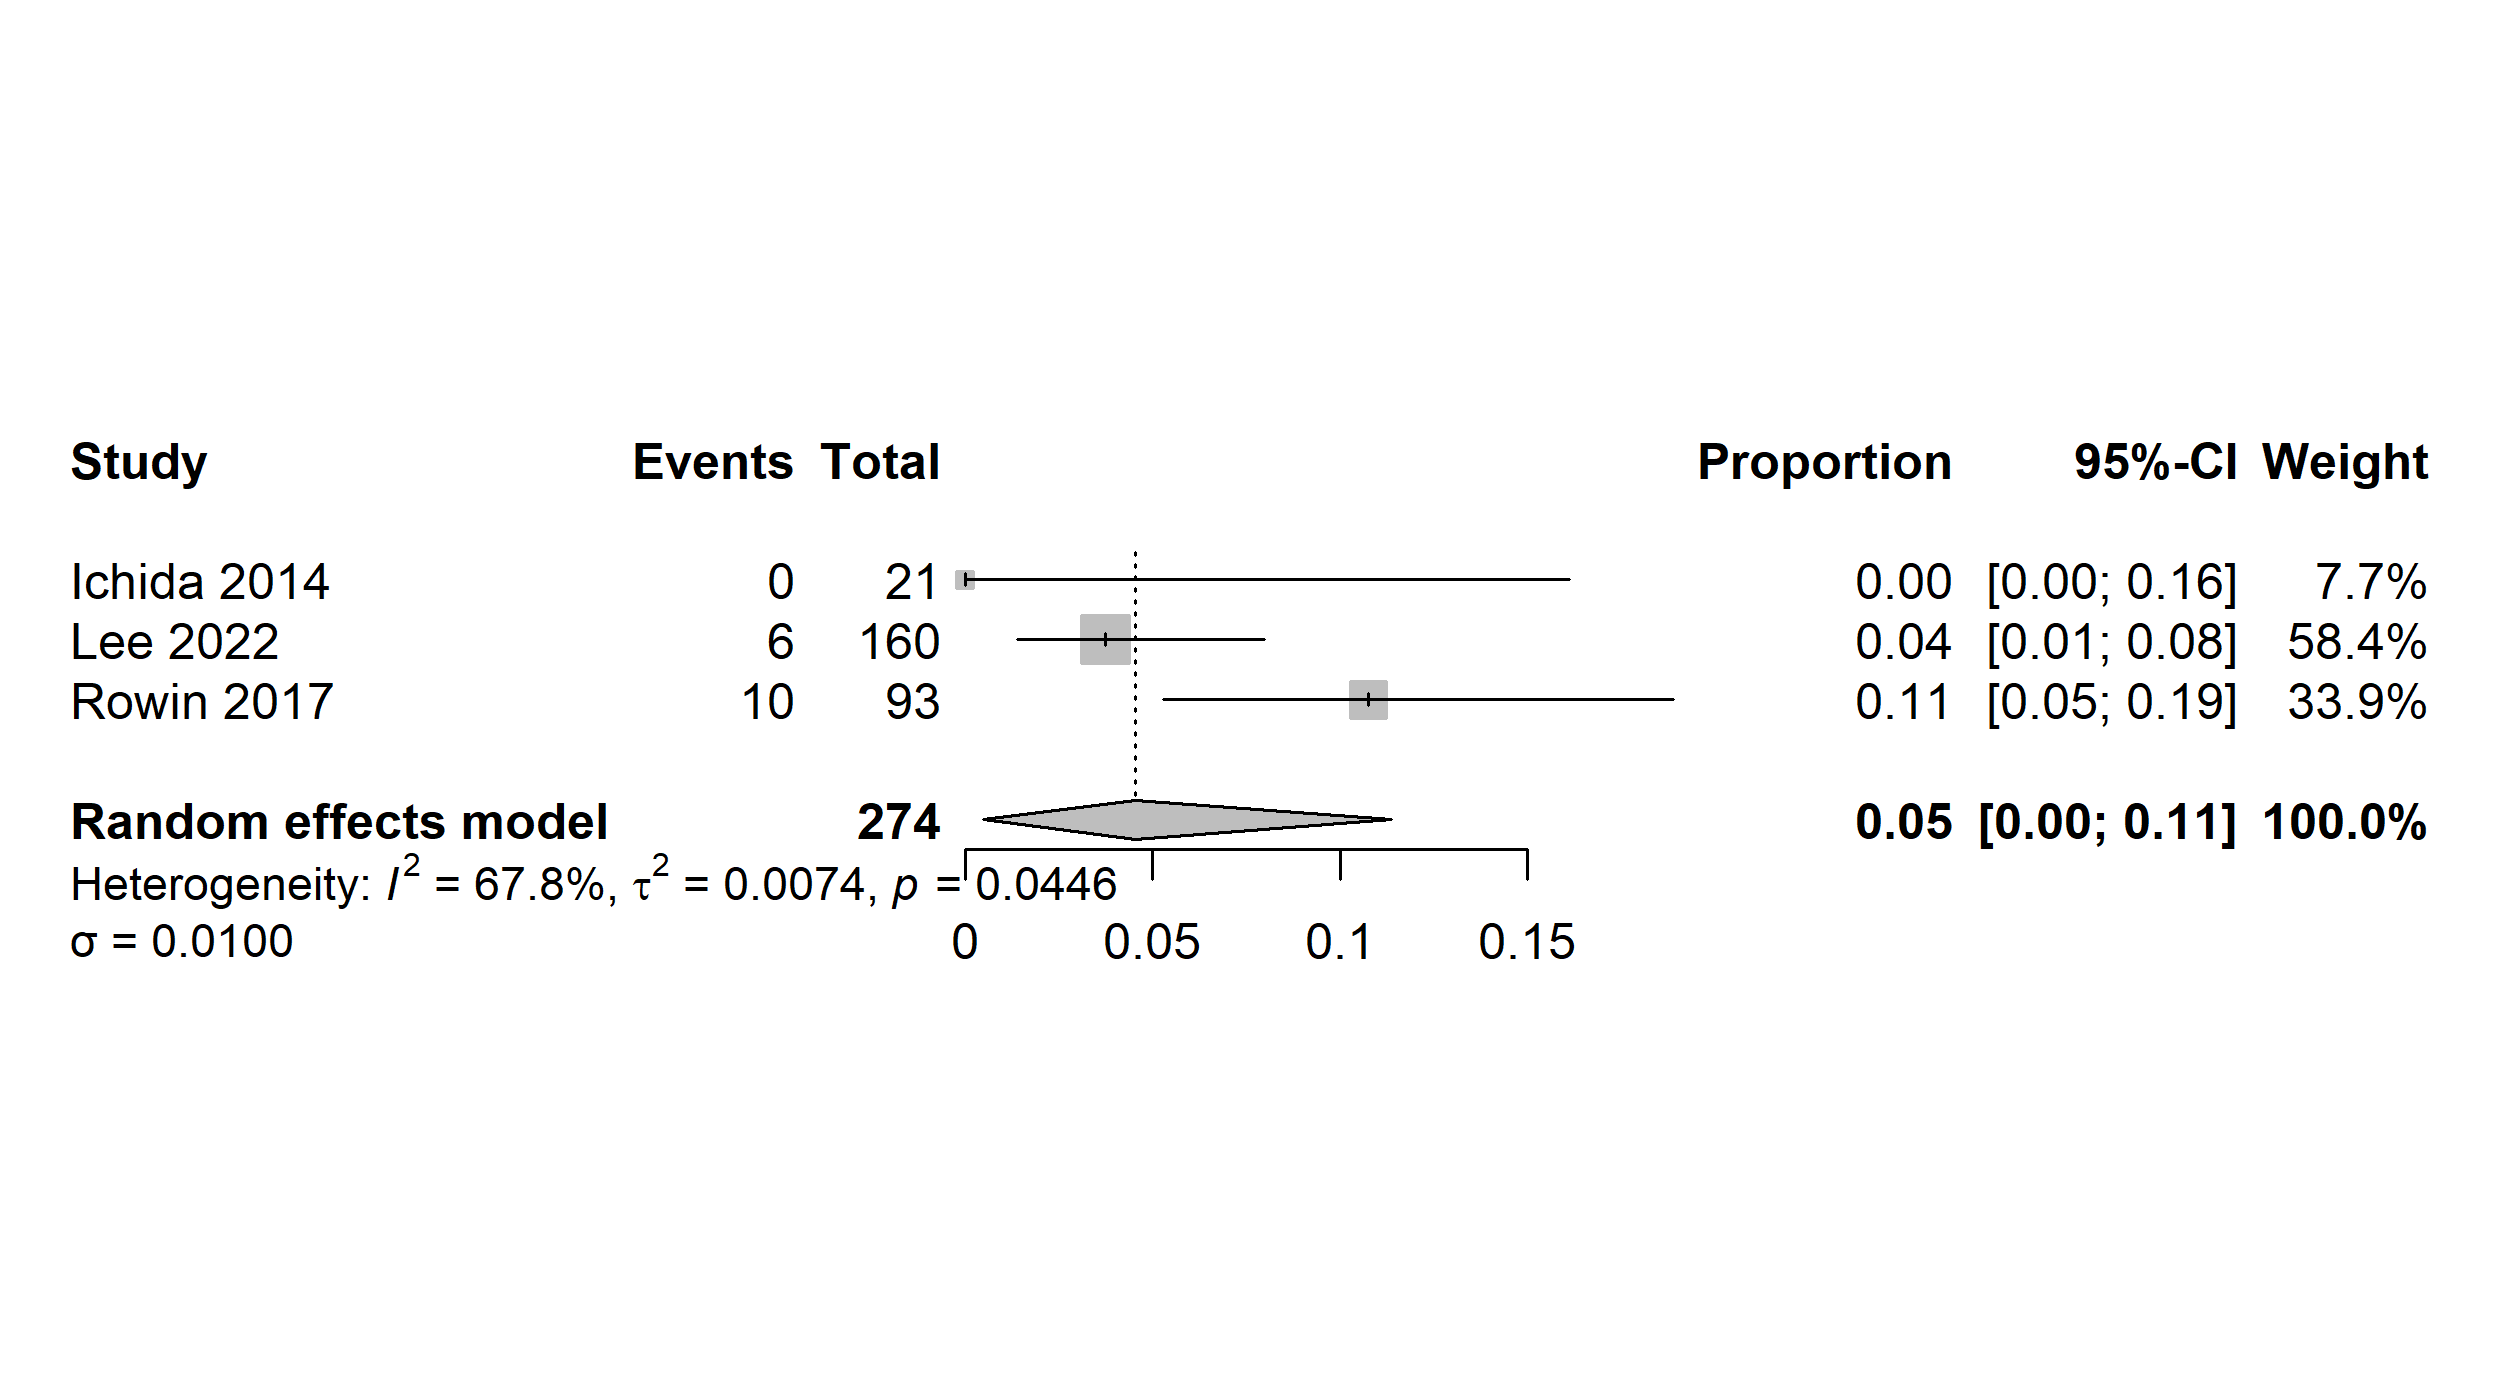 Study Events Total Proportion 95%-CI Weight
Ichida 2014 0 21 0.00 [0.00; 0.16] 7.7%
Lee 2022 6 160 0.04 [0.01; 0.08] 58.4%
Rowin 2017 10 93 0.11 [0.05; 0.19] 33.9%
Random effects model 274 0.05 [0.00; 0.11] 100.0%
Heterogeneity: I² = 67.8%, τ² = 0.0074, p = 0.0446
σ = 0.0100 0 0.05 0.1 0.15